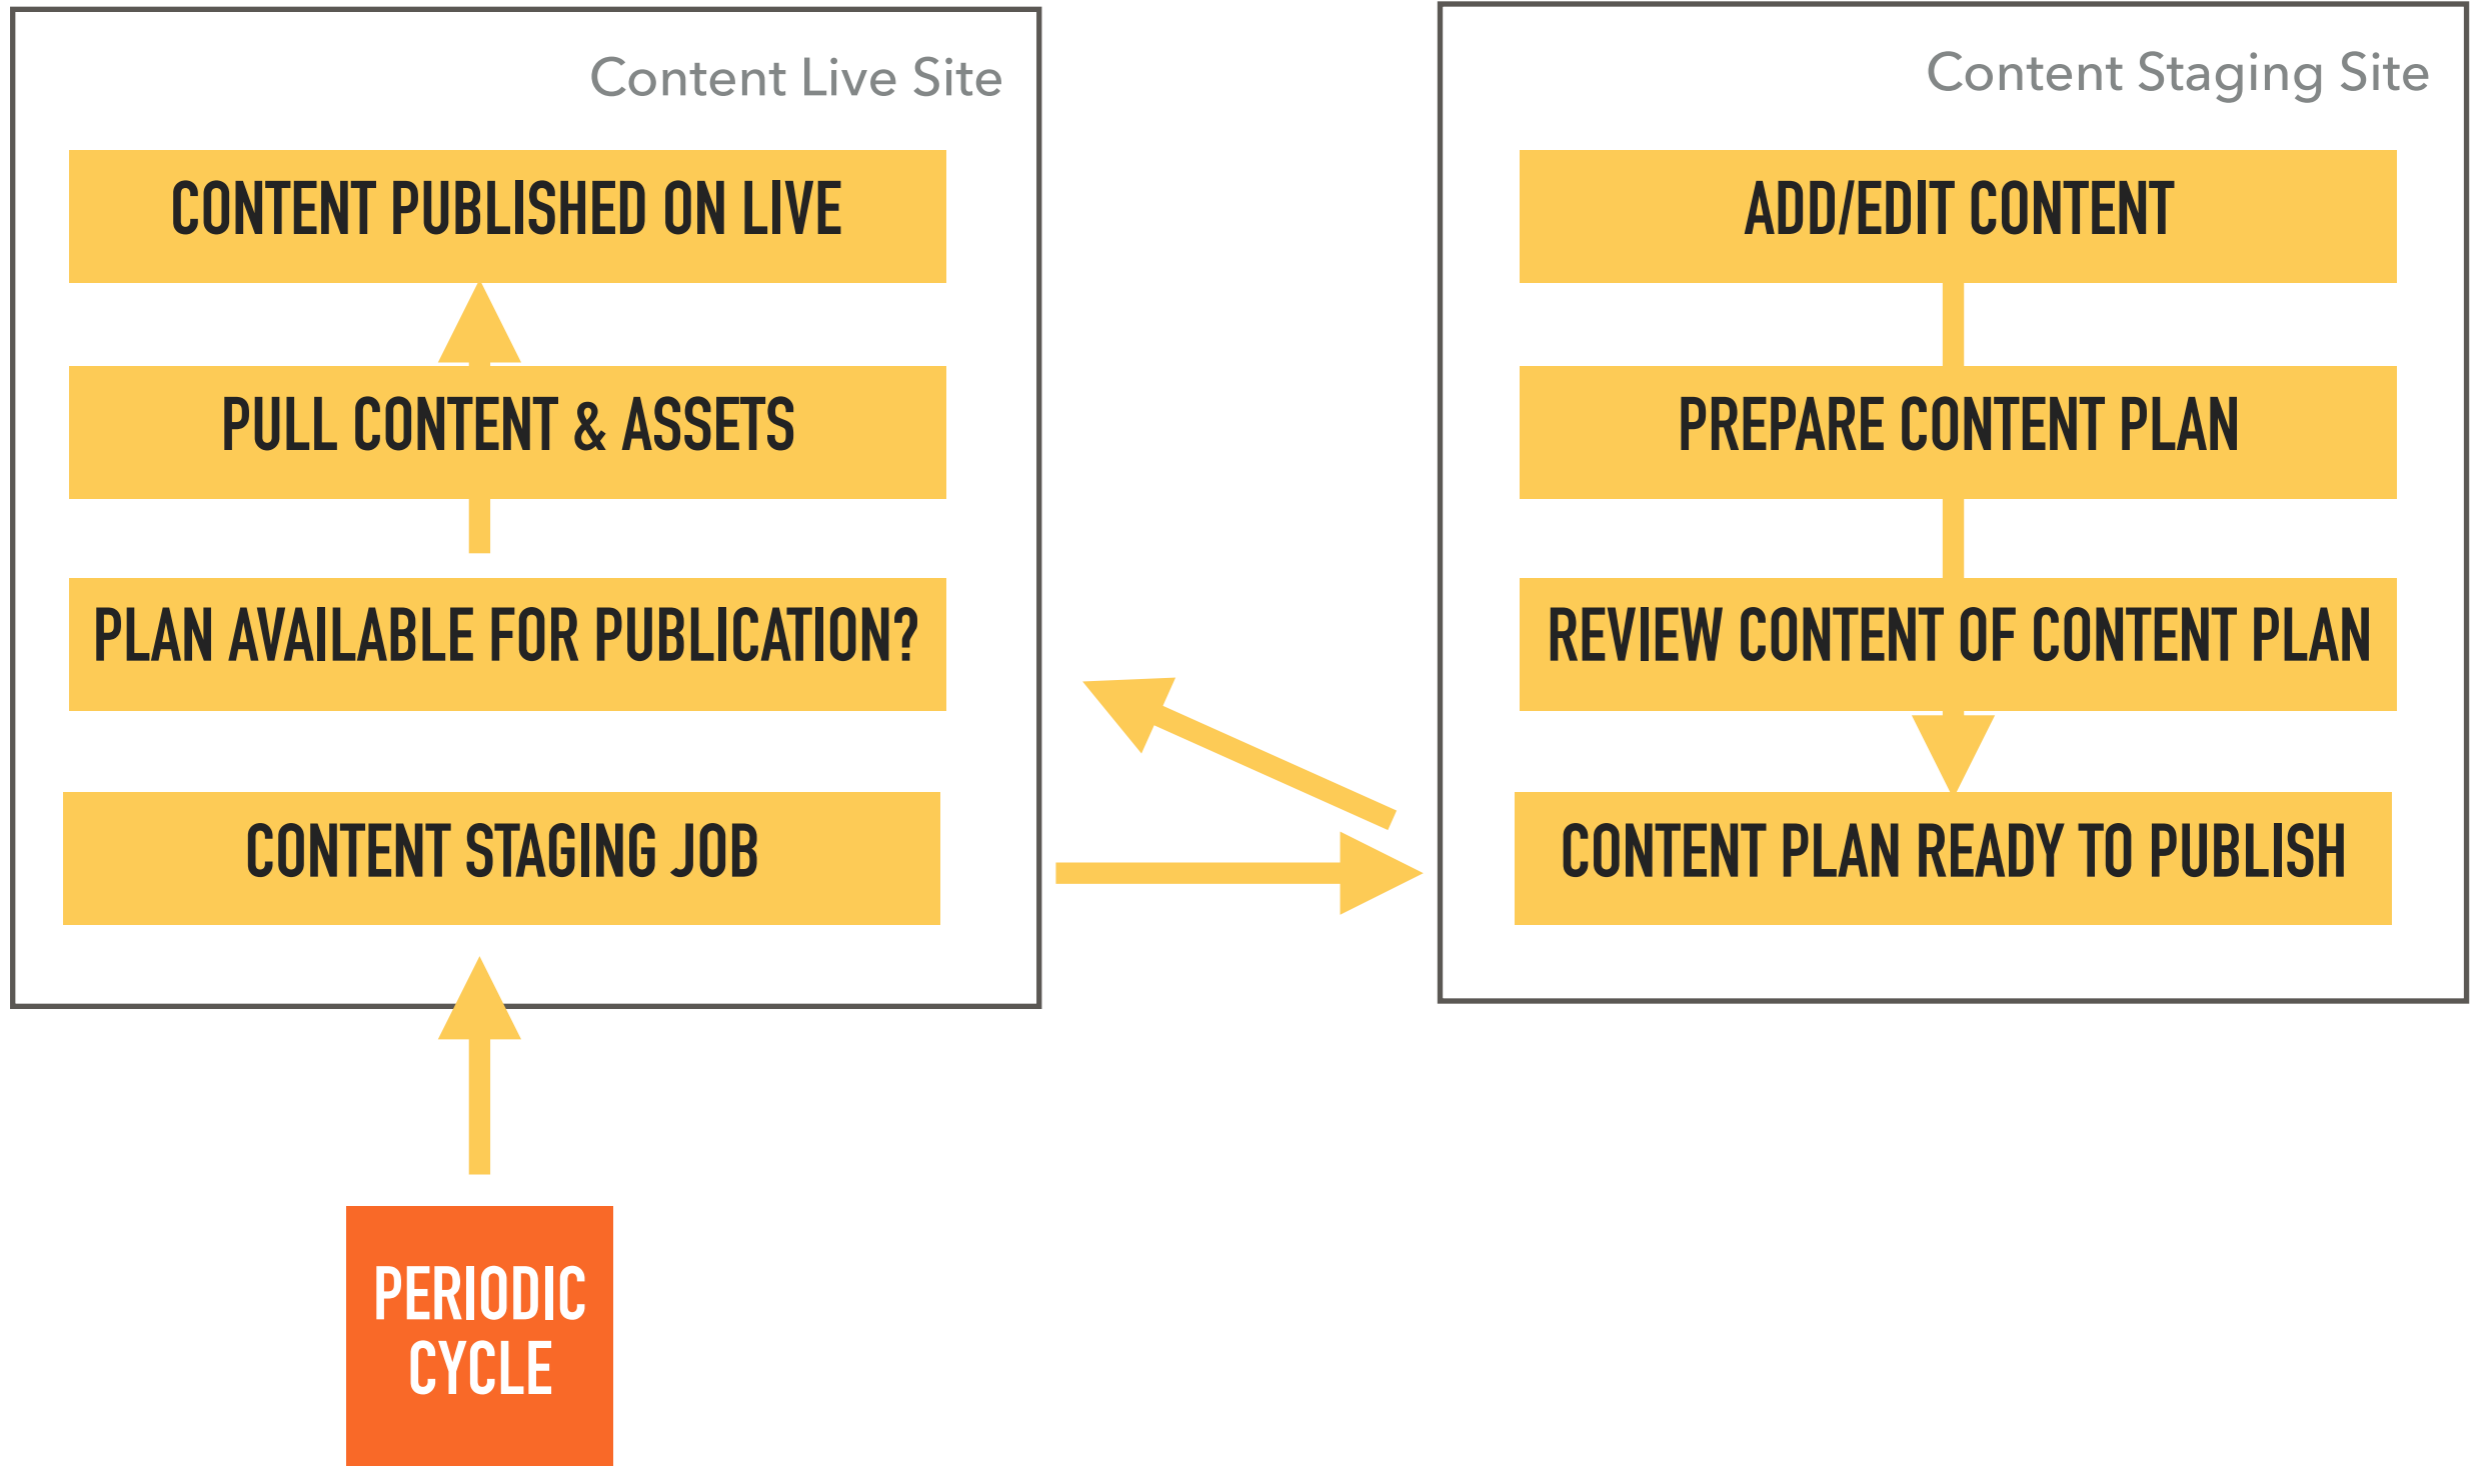 Content Live Site
CONTENT PUBLISHED ON LIVE
PULL CONTENT & ASSETS
PLAN AVAILABLE FOR PUBLICATION?
CONTENT STAGING JOB
PERIODIC
CYCLE
Content Staging Site
ADD/EDIT CONTENT
PREPARE CONTENT PLAN
REVIEW CONTENT OF CONTENT PLAN
CONTENT PLAN READY TO PUBLISH